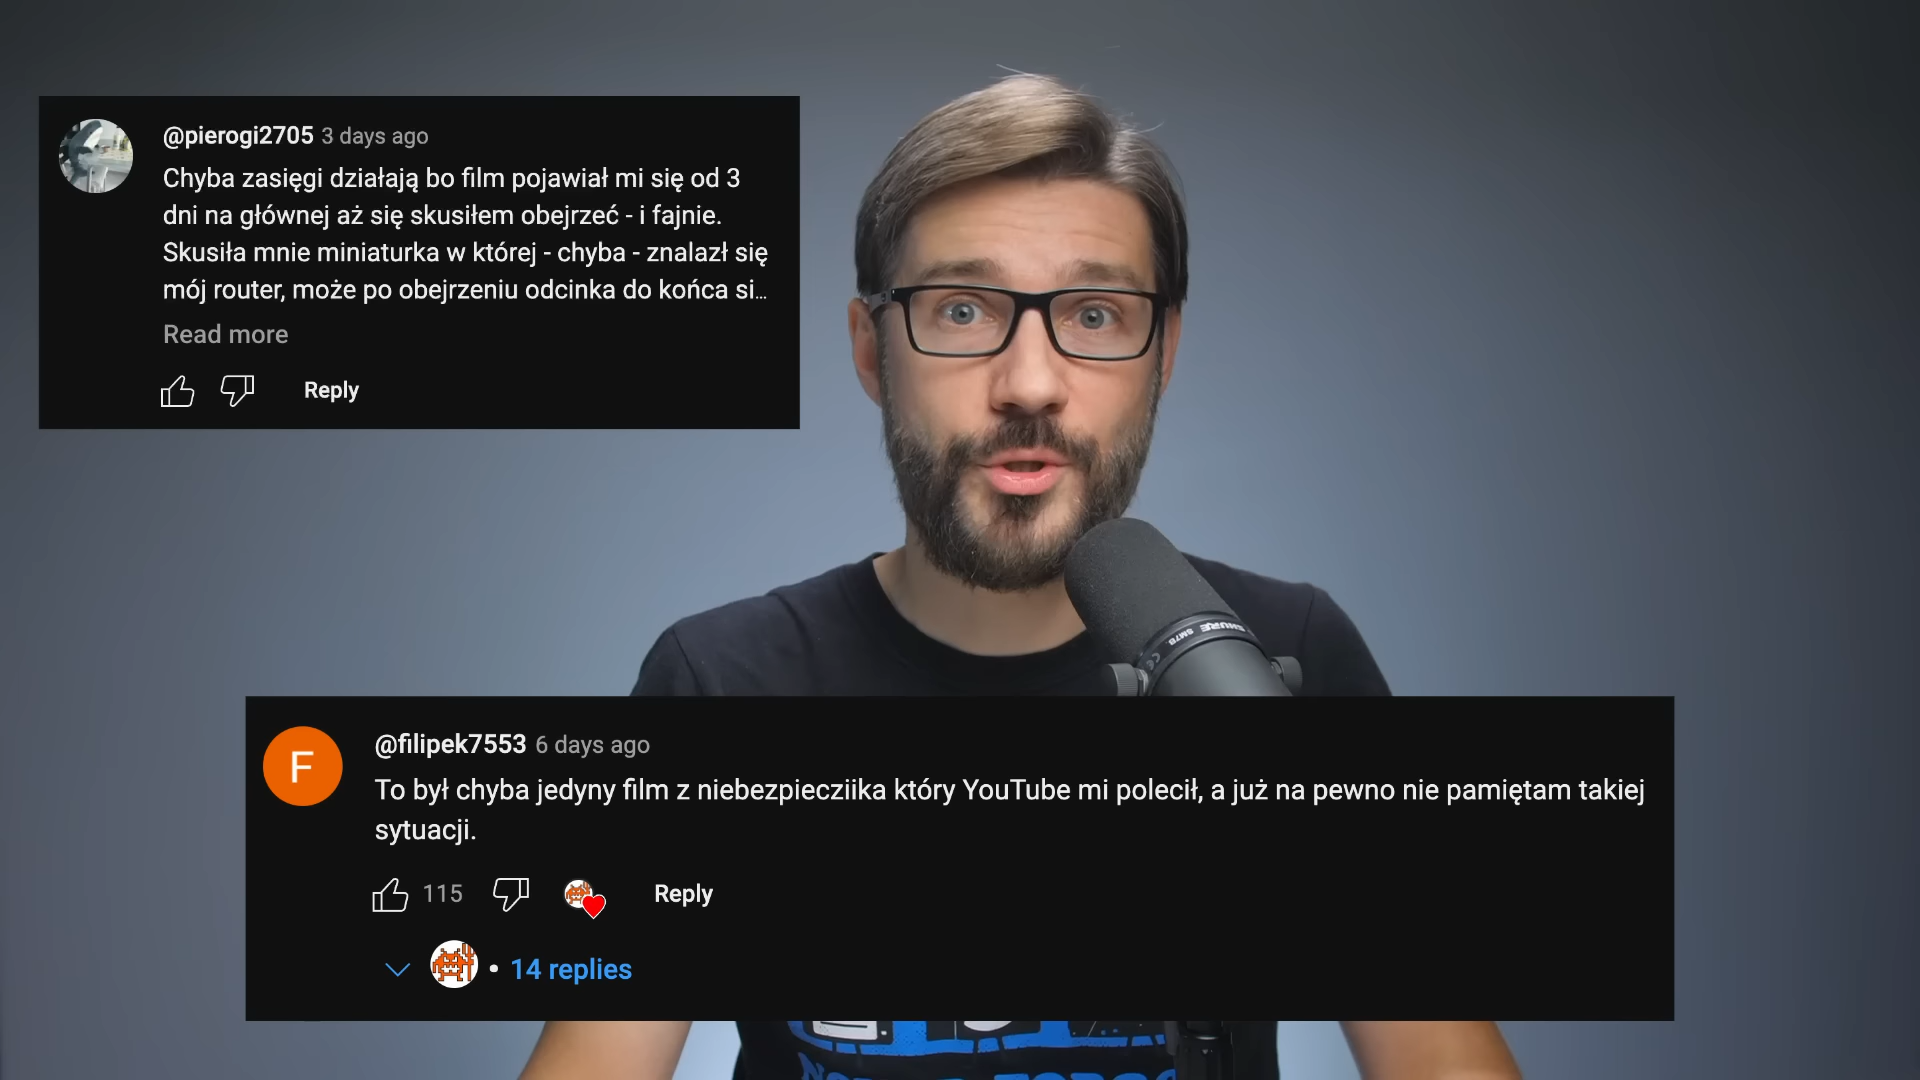 @pierogi2705 3 days ago
Chyba zasięgi działają bo film pojawiał mi się od 3
dni na głównej aż się skusiłem obejrzeć - i fajnie.
Skusiła mnie miniaturka w której - chyba - znalazł się
mój router, może po obejrzeniu odcinka do końca si...
Read more
Reply
SHURE
SM7B
F
@filipek7553 6 days ago
To był chyba jedyny film z niebezpieczniika który YouTube mi polecił, a już na pewno nie pamiętam takiej
sytuacji.
115
Reply
• 14 replies